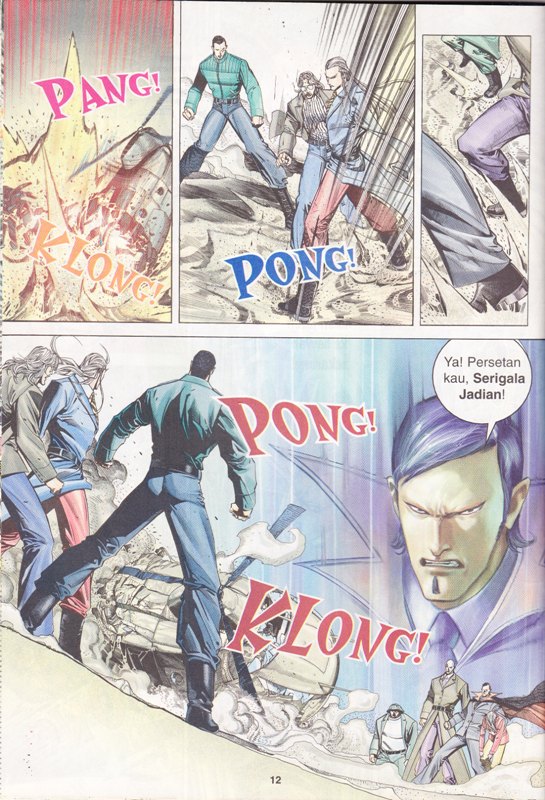 PANG!
KLONG!
PONG!
PONG!
Ya! Persetan
kau, Serigala
Jadian!
KLONG!
12